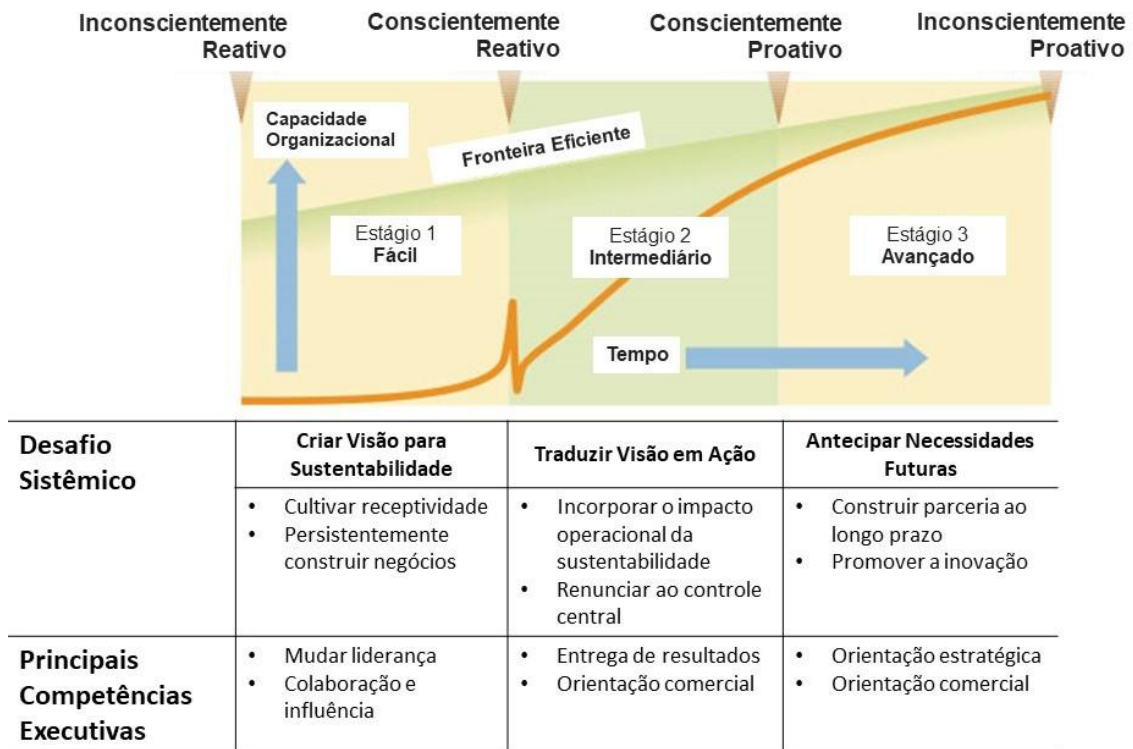 Inconscientemente
Reativo
Conscientemente
Reativo
Conscientemente
Proativo
Inconscientemente
Proativo
Capacidade
Organizacional
Fronteira Eficiente
Estágio 1
Fácil
Estágio 2
Intermediário
Estágio 3
Avançado
Tempo
Desafio
Sistêmico
Criar Visão para
Sustentabilidade
Traduzir Visão em Ação
Antecipar Necessidades
Futuras
• Cultivar receptividade
• Persistentemente
construir negócios
• Incorporar o impacto
operacional da
sustentabilidade
• Renunciar ao controle
central
• Construir parceria ao
longo prazo
• Promover a inovação
Principais
Competências
Executivas
• Mudar liderança
• Colaboração e
influência
• Entrega de resultados
• Orientação comercial
• Orientação estratégica
• Orientação comercial